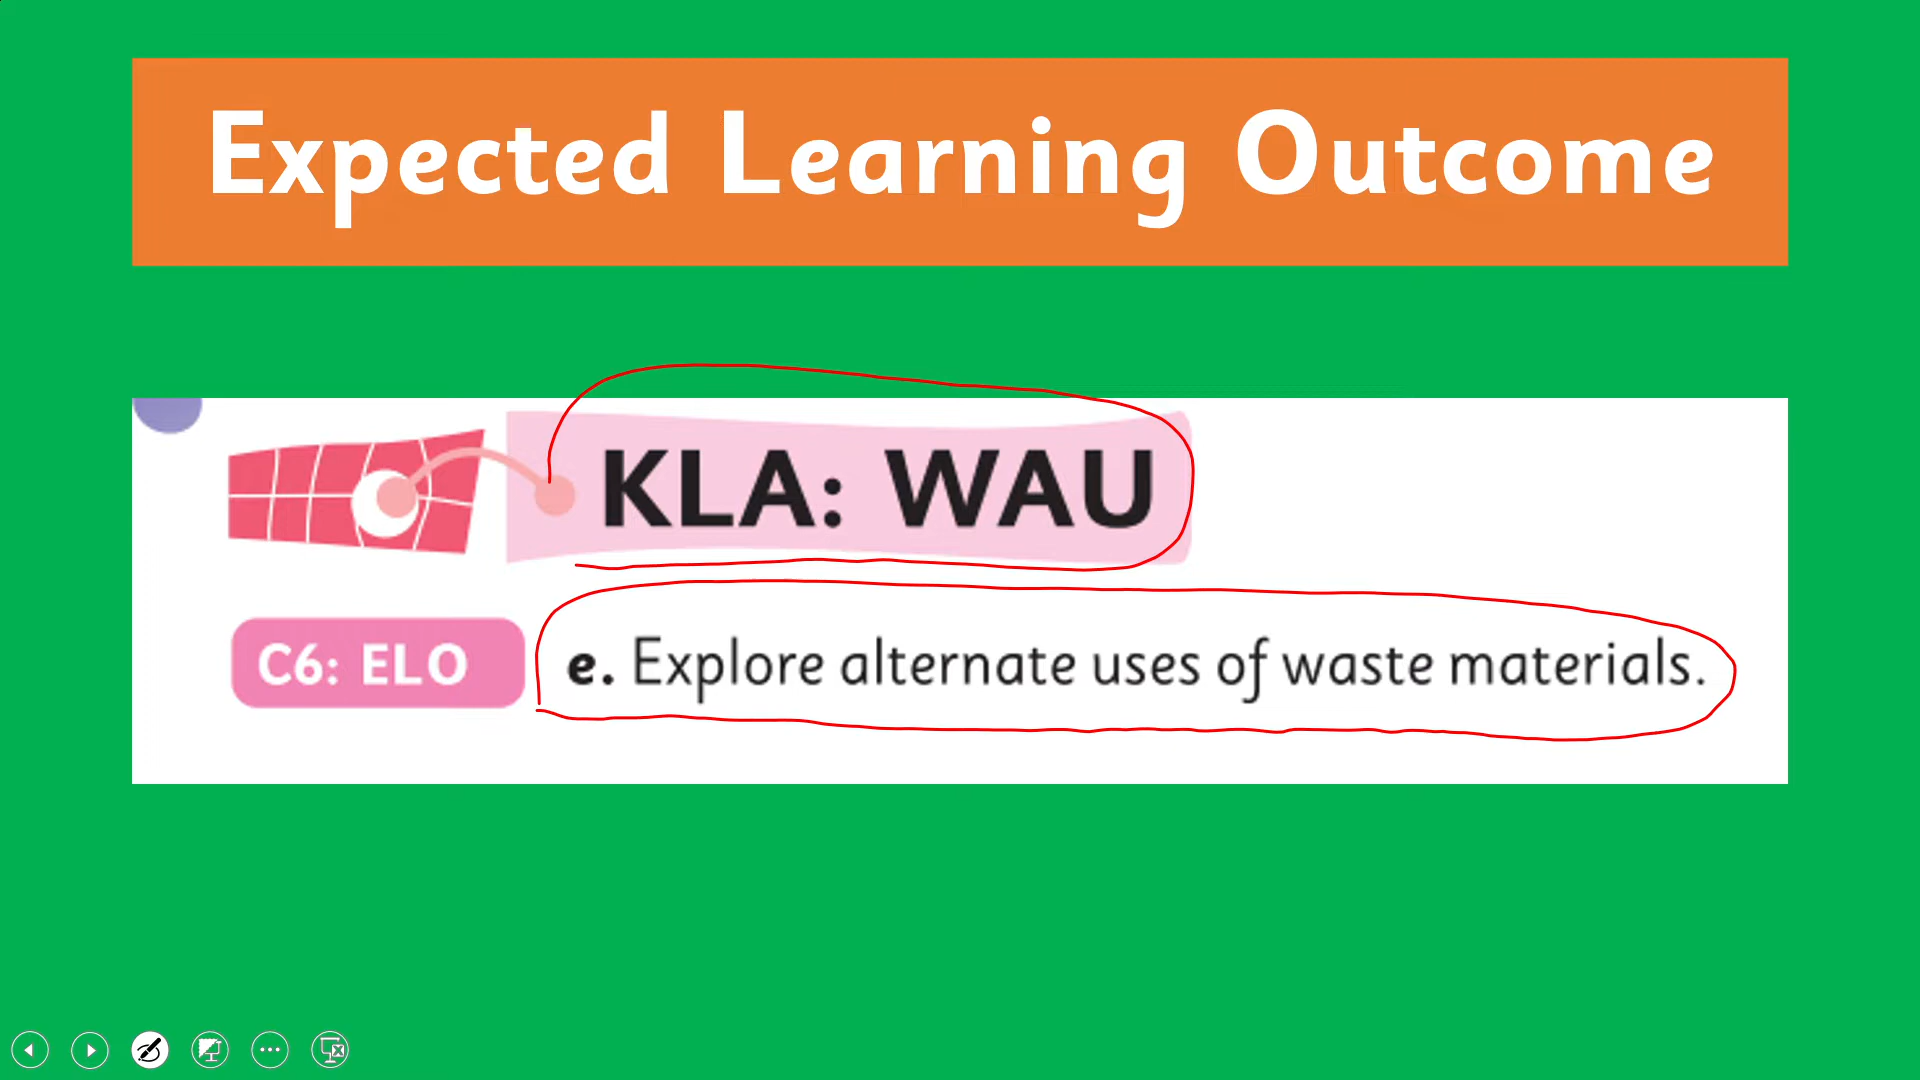 Expected Learning Outcome
KLA: WAU
C6: ELO e. Explore alternate uses of waste materials.